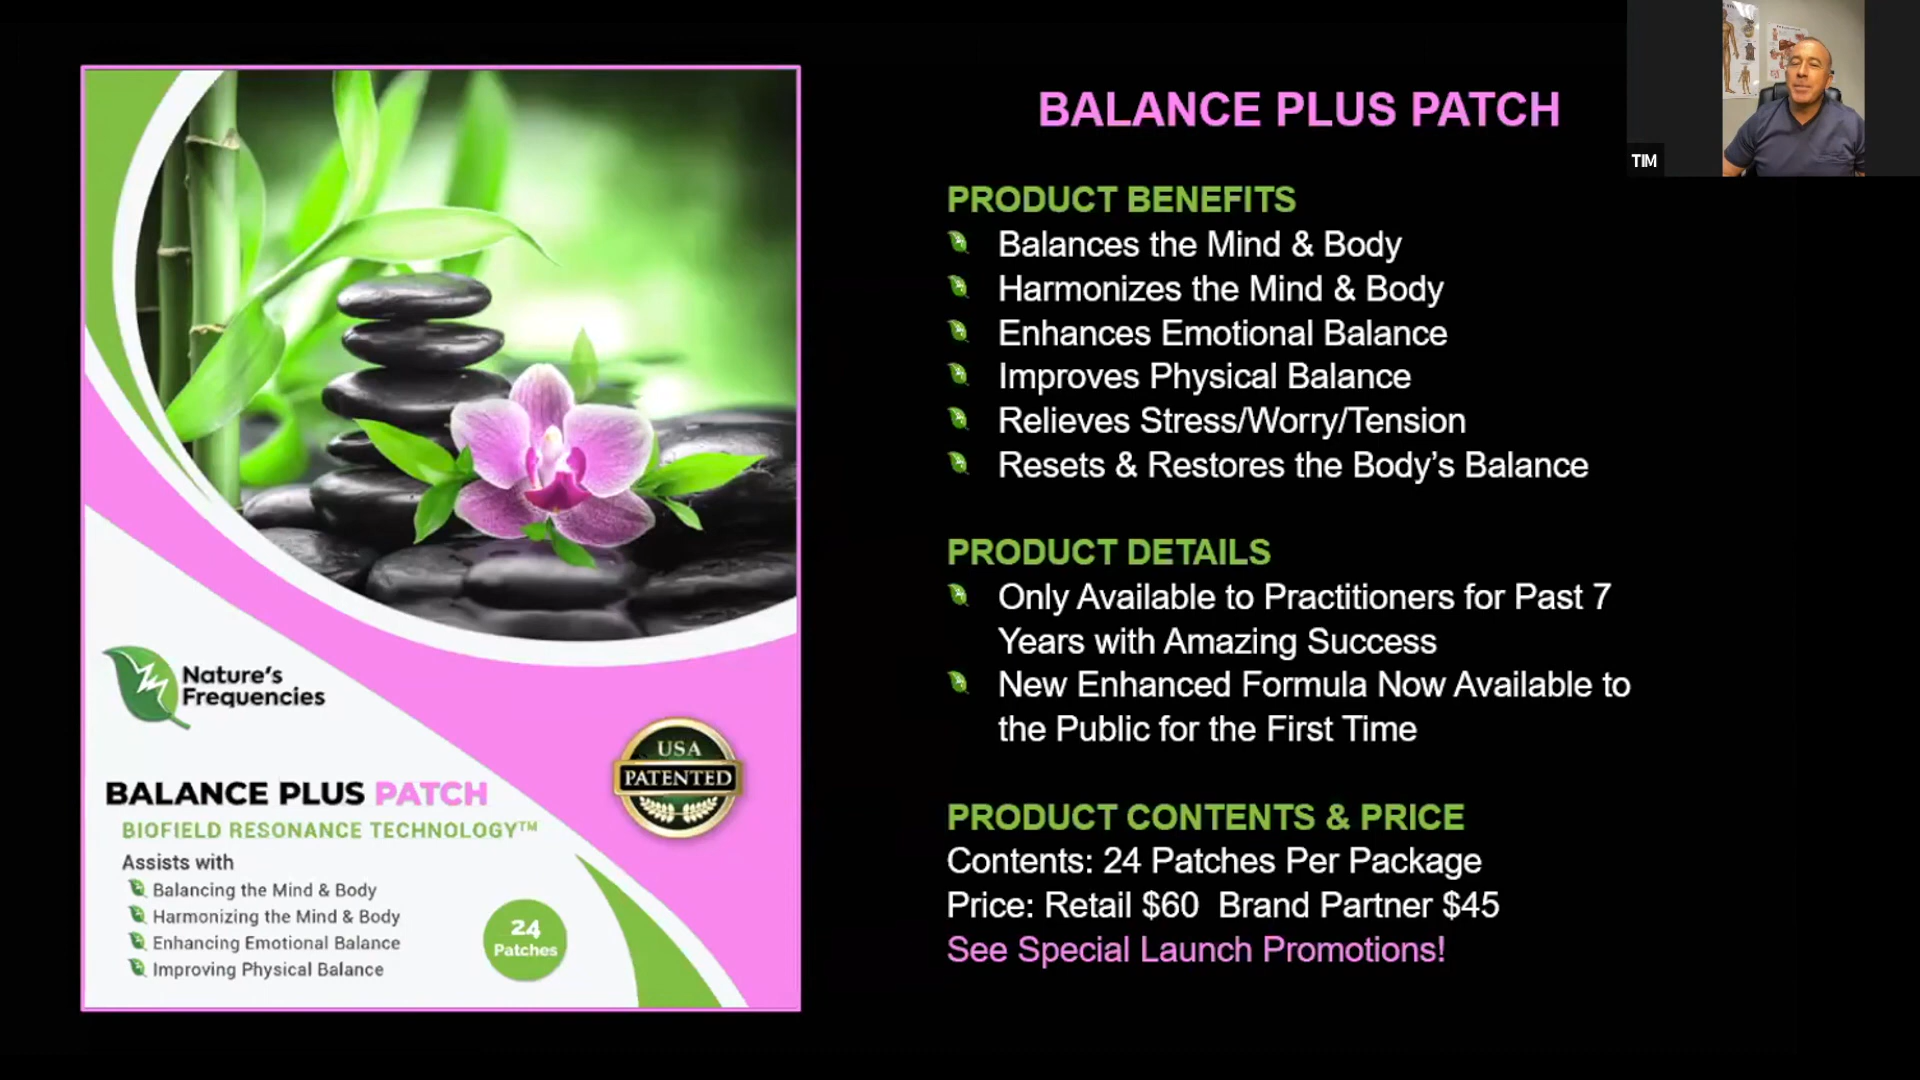 Nature's
Frequencies
USA
PATENTED
BALANCE PLUS PATCH
BIOFIELD RESONANCE TECHNOLOGY™
Assists with
Balancing the Mind & Body
Harmonizing the Mind & Body
Enhancing Emotional Balance
Improving Physical Balance
24
Patches
BALANCE PLUS PATCH
PRODUCT BENEFITS
Balances the Mind & Body
Harmonizes the Mind & Body
Enhances Emotional Balance
Improves Physical Balance
Relieves Stress/Worry/Tension
Resets & Restores the Body's Balance
PRODUCT DETAILS
Only Available to Practitioners for Past 7
Years with Amazing Success
New Enhanced Formula Now Available to
the Public for the First Time
PRODUCT CONTENTS & PRICE
Contents: 24 Patches Per Package
Price: Retail $60 Brand Partner $45
See Special Launch Promotions!
TIM